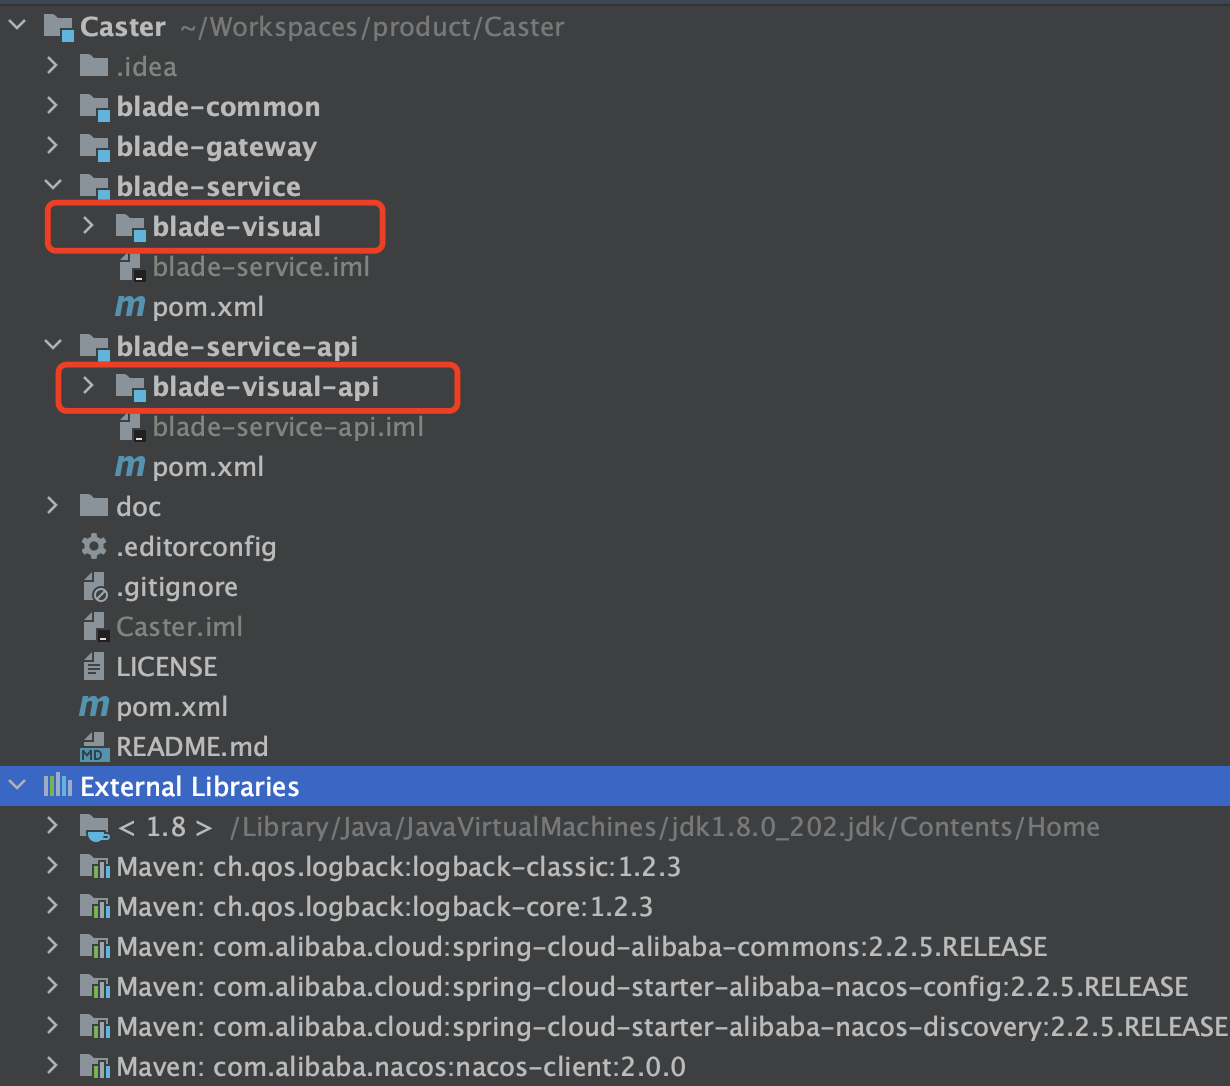 Caster ~/Workspaces/product/Caster
.idea
blade-common
blade-gateway
blade-service
blade-visual
blade-service.iml
pom.xml
blade-service-api
blade-visual-api
blade-service-api.iml
pom.xml
doc
.editorconfig
.gitignore
Caster.iml
LICENSE
pom.xml
README.md
External Libraries
< 1.8 > /Library/Java/JavaVirtualMachines/jdk1.8.0_202.jdk/Contents/Home
Maven: ch.qos.logback:logback-classic:1.2.3
Maven: ch.qos.logback:logback-core:1.2.3
Maven: com.alibaba.cloud:spring-cloud-alibaba-commons:2.2.5.RELEASE
Maven: com.alibaba.cloud:spring-cloud-starter-alibaba-nacos-config:2.2.5.RELEASE
Maven: com.alibaba.cloud:spring-cloud-starter-alibaba-nacos-discovery:2.2.5.RELEASE
Maven: com.alibaba.nacos:nacos-client:2.0.0